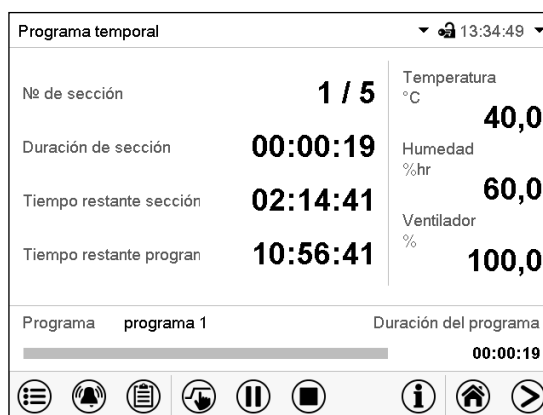 Programa temporal
13:34:49
Nº de sección 1 / 5
Duración de sección 00:00:19
Tiempo restante sección 02:14:41
Tiempo restante progran 10:56:41
Temperatura
°C
40,0
Humedad
%hr
60,0
Ventilador
%
100,0
Programa programa 1
Duración del programa
00:00:19